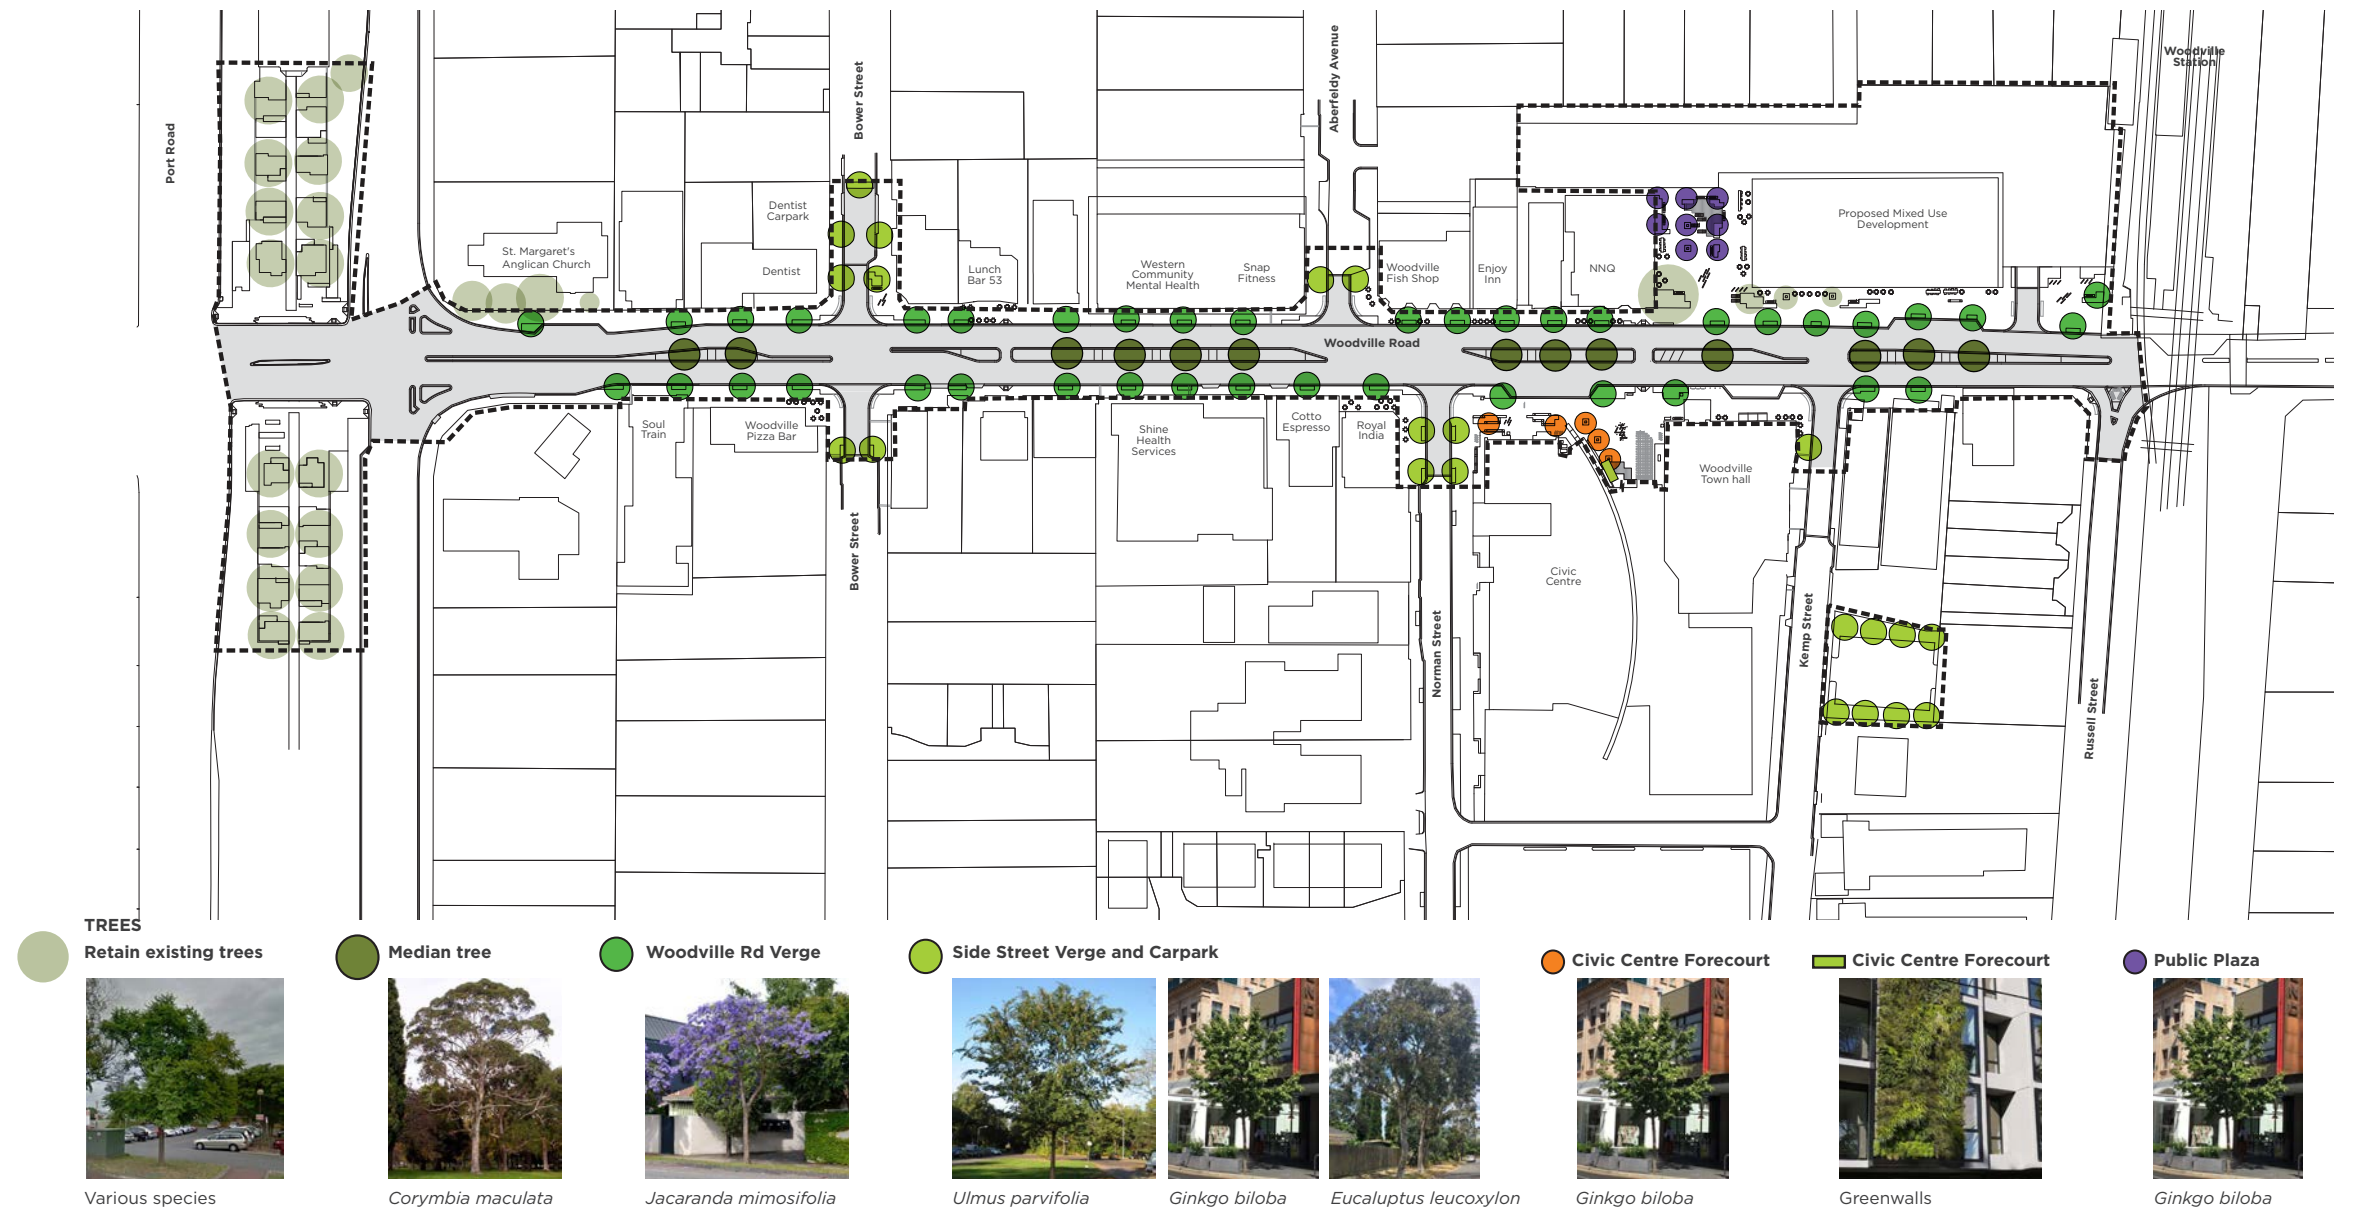 Woodville
Station
Port Road
Bower Street
Aberfeldy Avenue
Dentist
Carpark
Proposed Mixed Use
Development
St. Margaret's
Anglican Church
Dentist
Lunch
Bar 53
Western
Community
Mental Health
Snap
Fitness
Woodville
Fish Shop
Enjoy
Inn
NNQ
Woodville Road
Soul
Train
Woodville
Pizza Bar
Shine
Health
Services
Cotto
Espresso
Royal
India
Woodville
Town hall
Bower Street
Civic
Centre
Norman Street
Kemp Street
Russell Street
TREES
Retain existing trees
Median tree
Woodville Rd Verge
Side Street Verge and Carpark
Civic Centre Forecourt
Civic Centre Forecourt
Public Plaza
Various species
Corymbia maculata
Jacaranda mimosifolia
Ulmus parvifolia
Ginkgo biloba
Eucaluptus leucoxylon
Ginkgo biloba
Greenwalls
Ginkgo biloba